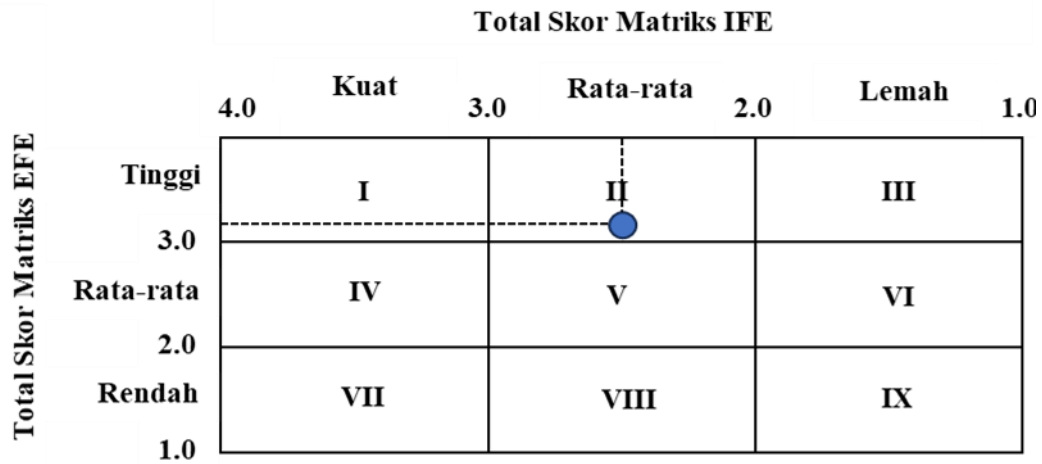 Total Skor Matriks IFE
Kuat Rata-rata Lemah
4.0 3.0 2.0 1.0
Total Skor Matriks EFE
Tinggi I II III
3.0
Rata-rata IV V VI
2.0
Rendah VII VIII IX
1.0